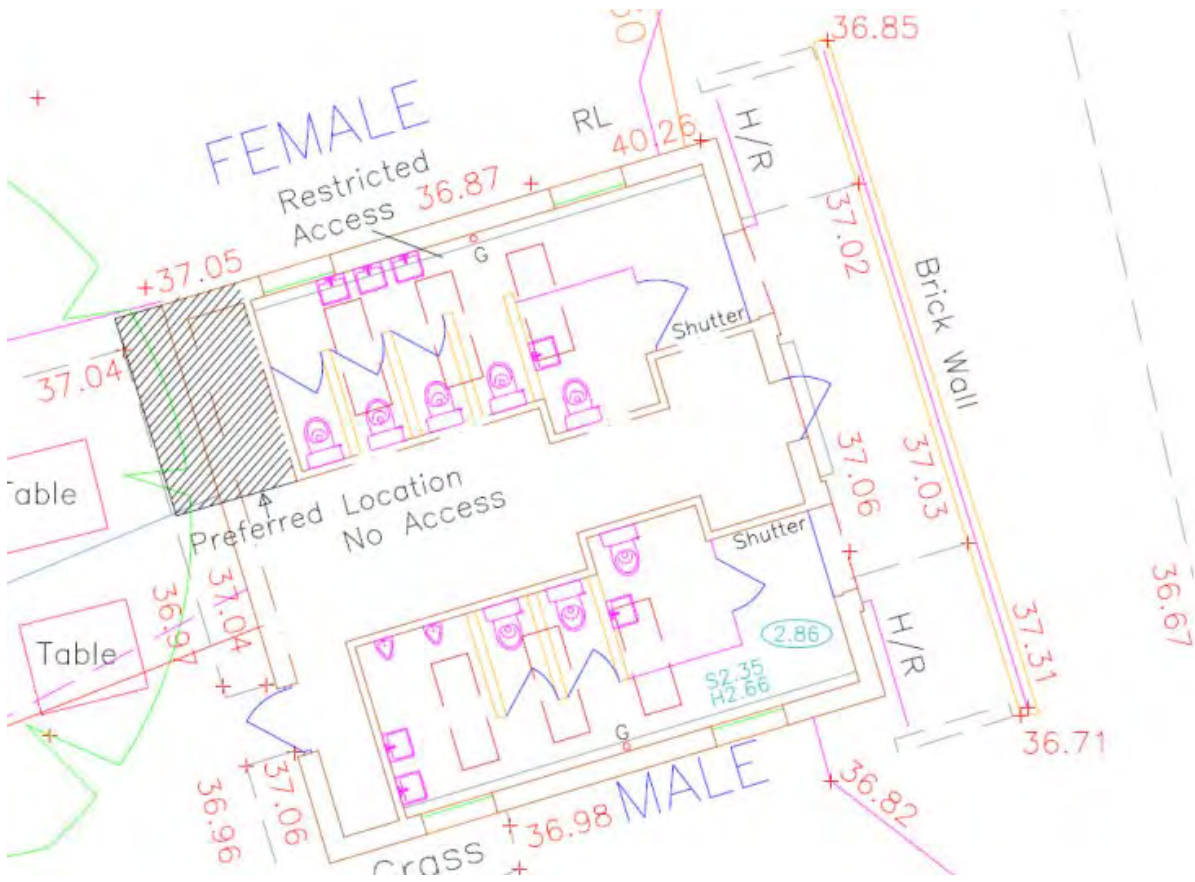 36.85
FEMALE
RL
40.26
H/R
Restricted
Access
36.87
G
+37.05
37.02
Brick Wall
Shutter
37.04
Table
Preferred Location
No Access
37.06
37.03
Shutter
36.97
37.04
Table
2.86
S2.35
H2.66
H/R
37.31
36.67
G
36.71
MALE
36.82
36.96
37.06
36.98